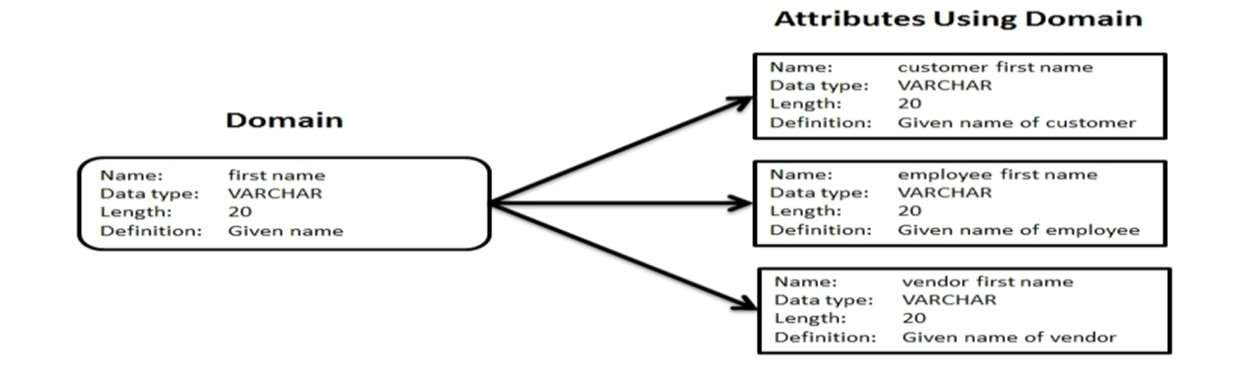 Attributes Using Domain
Name: customer first name
Data type: VARCHAR
Length: 20
Definition: Given name of customer
Domain
Name: first name
Data type: VARCHAR
Length: 20
Definition: Given name
Name: employee first name
Data type: VARCHAR
Length: 20
Definition: Given name of employee
Name: vendor first name
Data type: VARCHAR
Length: 20
Definition: Given name of vendor